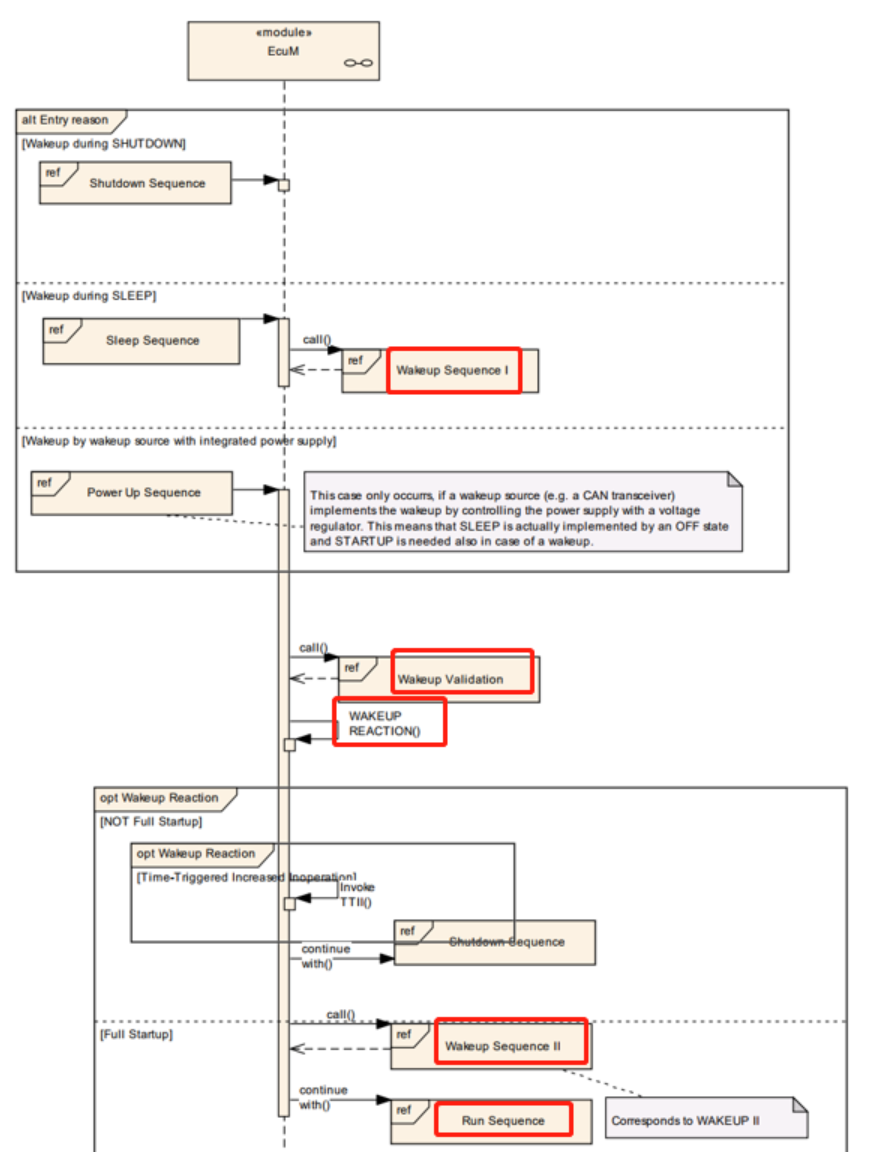 «module»
EcuM
alt Entry reason
[Wakeup during SHUTDOWN]
ref
Shutdown Sequence
[Wakeup during SLEEP]
ref
Sleep Sequence
call()
ref
Wakeup Sequence I
[Wakeup by wakeup source with integrated power supply]
ref
Power Up Sequence
This case only occurrs, if a wakeup source (e.g. a CAN transceiver)
implements the wakeup by controlling the power supply with a voltage
regulator. This means that SLEEP is actually implemented by an OFF state
and STARTUP is needed also in case of a wakeup.
call()
ref
Wakeup Validation
WAKEUP
REACTION()
opt Wakeup Reaction
[NOT Full Startup]
opt Wakeup Reaction
[Time-Triggered Increased Inoperation]
Invoke
TTII()
ref
Shutdown Sequence
continue
with()
call()
[Full Startup]
ref
Wakeup Sequence II
continue
with()
ref
Run Sequence
Corresponds to WAKEUP II